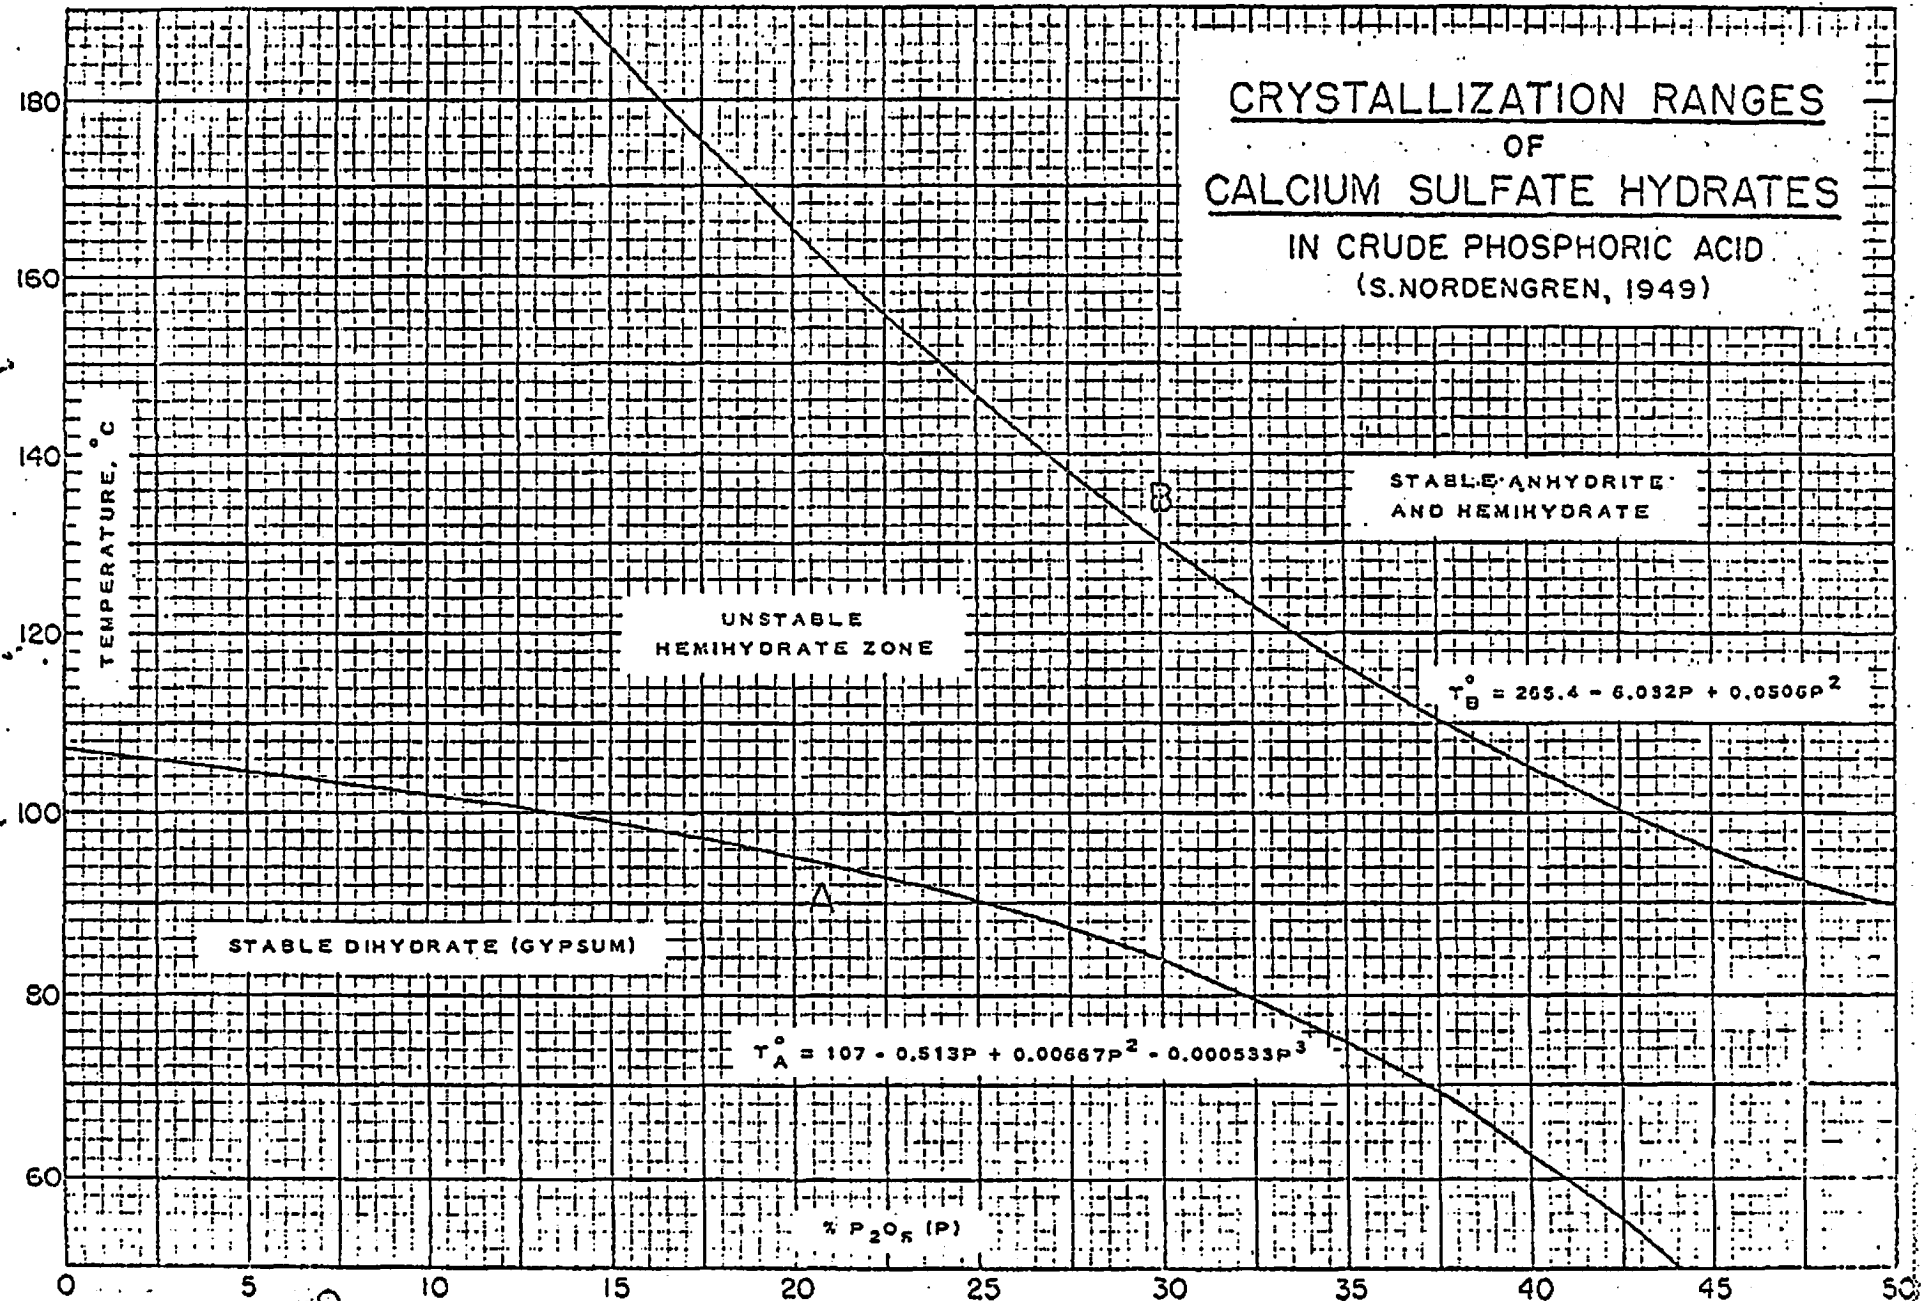 CRYSTALLIZATION RANGES
OF
CALCIUM SULFATE HYDRATES
IN CRUDE PHOSPHORIC ACID
(S.NORDENGREN, 1949)
180
160
140
120
100
80
60
TEMPERATURE, °C
B
STABLE ANHYDRITE
AND HEMIHYDRATE
UNSTABLE
HEMIHYDRATE ZONE
T°B = 265.4 - 6.032P + 0.0506P²
A
STABLE DIHYDRATE (GYPSUM)
T°A = 107 - 0.513P + 0.00667P² - 0.000533P³
% P₂O₅ (P)
0 5 10 15 20 25 30 35 40 45 50